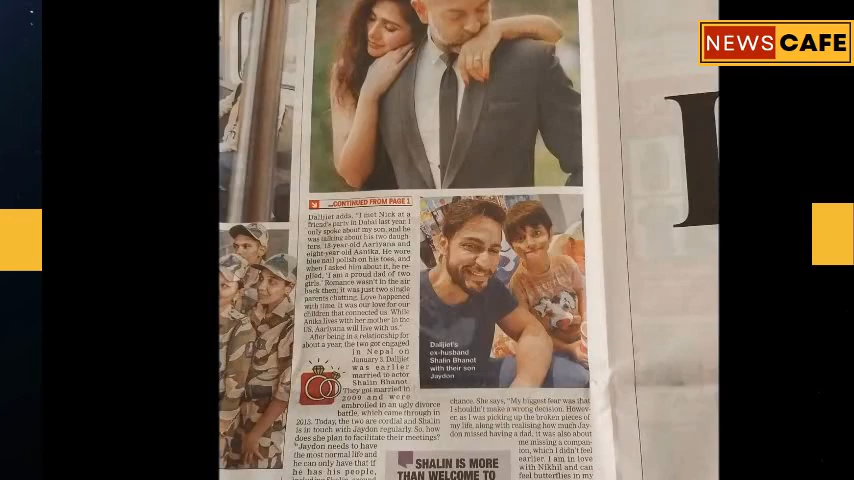 NEWS CAFE
...CONTINUED FROM PAGE 1
Dalljiet adds, "I met Nick at a
friend's party in Dubai last year. I
only spoke about my son, and he
was talking about his two daugh-
ters, 13-year-old Aariyana and
eight-year-old Aanika. He wore
blue nail polish on his toes, and
when I asked him about it, he re-
plied, 'I am a proud dad of two
girls.' Romance wasn't in the air
back then; it was just two single
parents chatting. Love happened
with time. It was our love for our
children that connected us. While
Anika lives with her mother in the
US, Aariyana will live with us."
After being in a relationship for
about a year, the two got engaged
in Nepal on
January 3. Dalljiet
was earlier
married to actor
Shalin Bhanot.
They got married in
2009 and were
embroiled in an ugly divorce
battle, which came through in
2015. Today, the two are cordial and Shalin
is in touch with Jaydon regularly. So, how
does she plan to facilitate their meetings?
"Jaydon needs to have
the most normal life and
he can only have that if
he has his people,
including Shalin, around
Dalljiet's
ex-husband
Shalin Bhanot
with their son
Jaydon
chance. She says, "My biggest fear was that
I shouldn't make a wrong decision. Howev-
er, as I was picking up the broken pieces of
my life, along with realising how much Jay-
don missed having a dad, it was also about
me missing a compan-
ion, which I didn't feel
earlier. I am in love
with Nikhil and can
feel butterflies in my
SHALIN IS MORE
THAN WELCOME TO